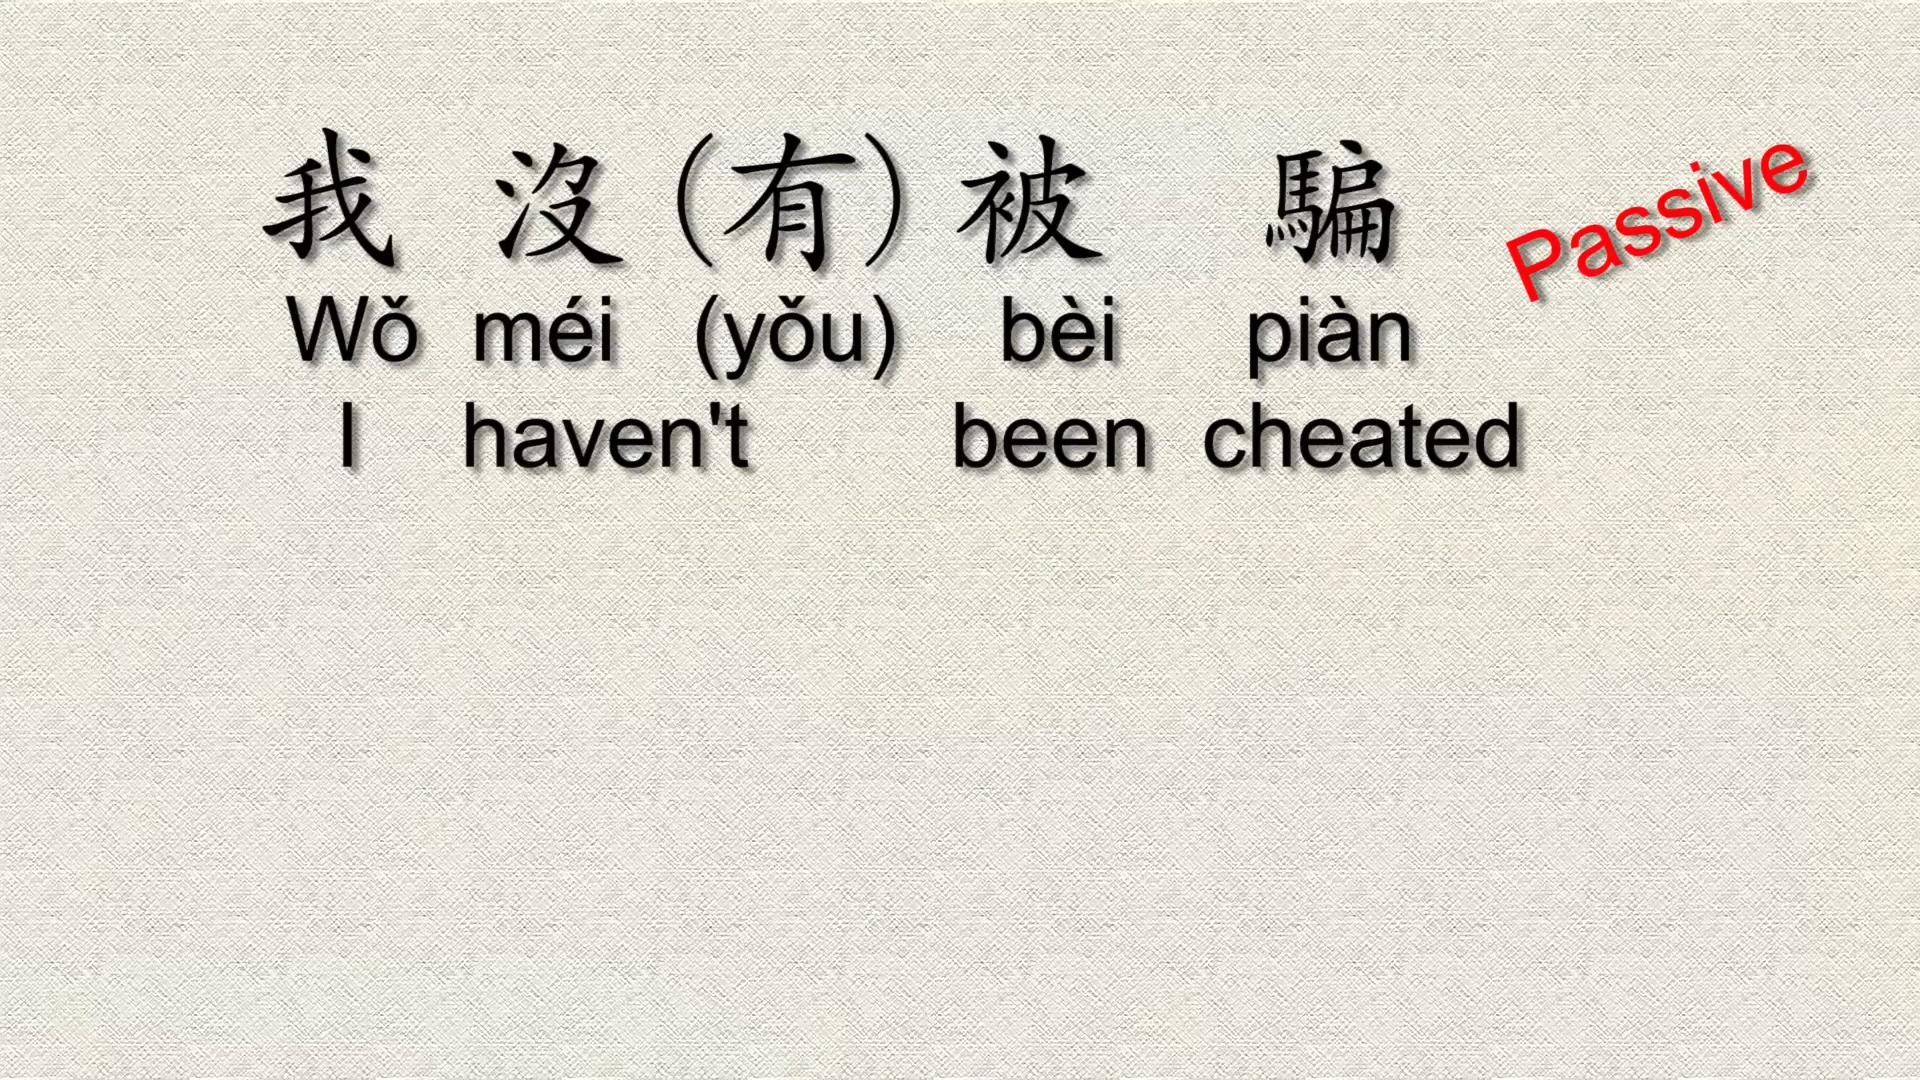 我 沒 (有) 被 騙
Passive
Wǒ méi (yǒu) bèi piàn
I haven't been cheated